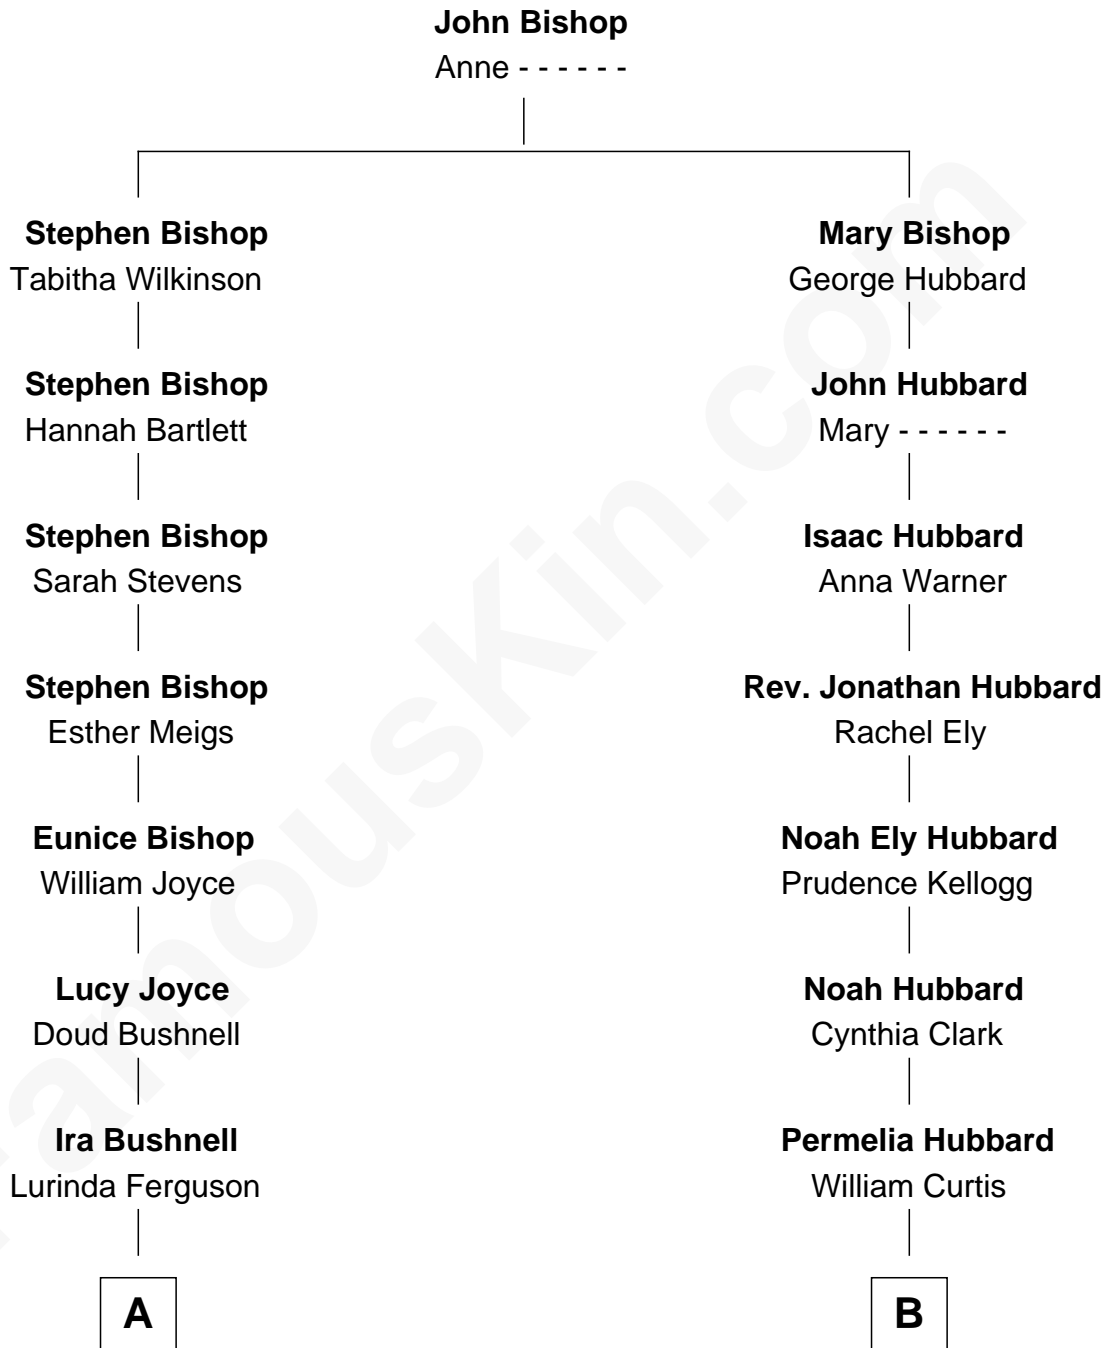 John Bishop
Anne - - - - - -
Stephen Bishop
Tabitha Wilkinson
Mary Bishop
George Hubbard
Stephen Bishop
Hannah Bartlett
John Hubbard
Mary - - - - - -
Stephen Bishop
Sarah Stevens
Isaac Hubbard
Anna Warner
Stephen Bishop
Esther Meigs
Rev. Jonathan Hubbard
Rachel Ely
Eunice Bishop
William Joyce
Noah Ely Hubbard
Prudence Kellogg
Lucy Joyce
Doud Bushnell
Noah Hubbard
Cynthia Clark
Ira Bushnell
Lurinda Ferguson
Permelia Hubbard
William Curtis
A
B
FamousKin.com